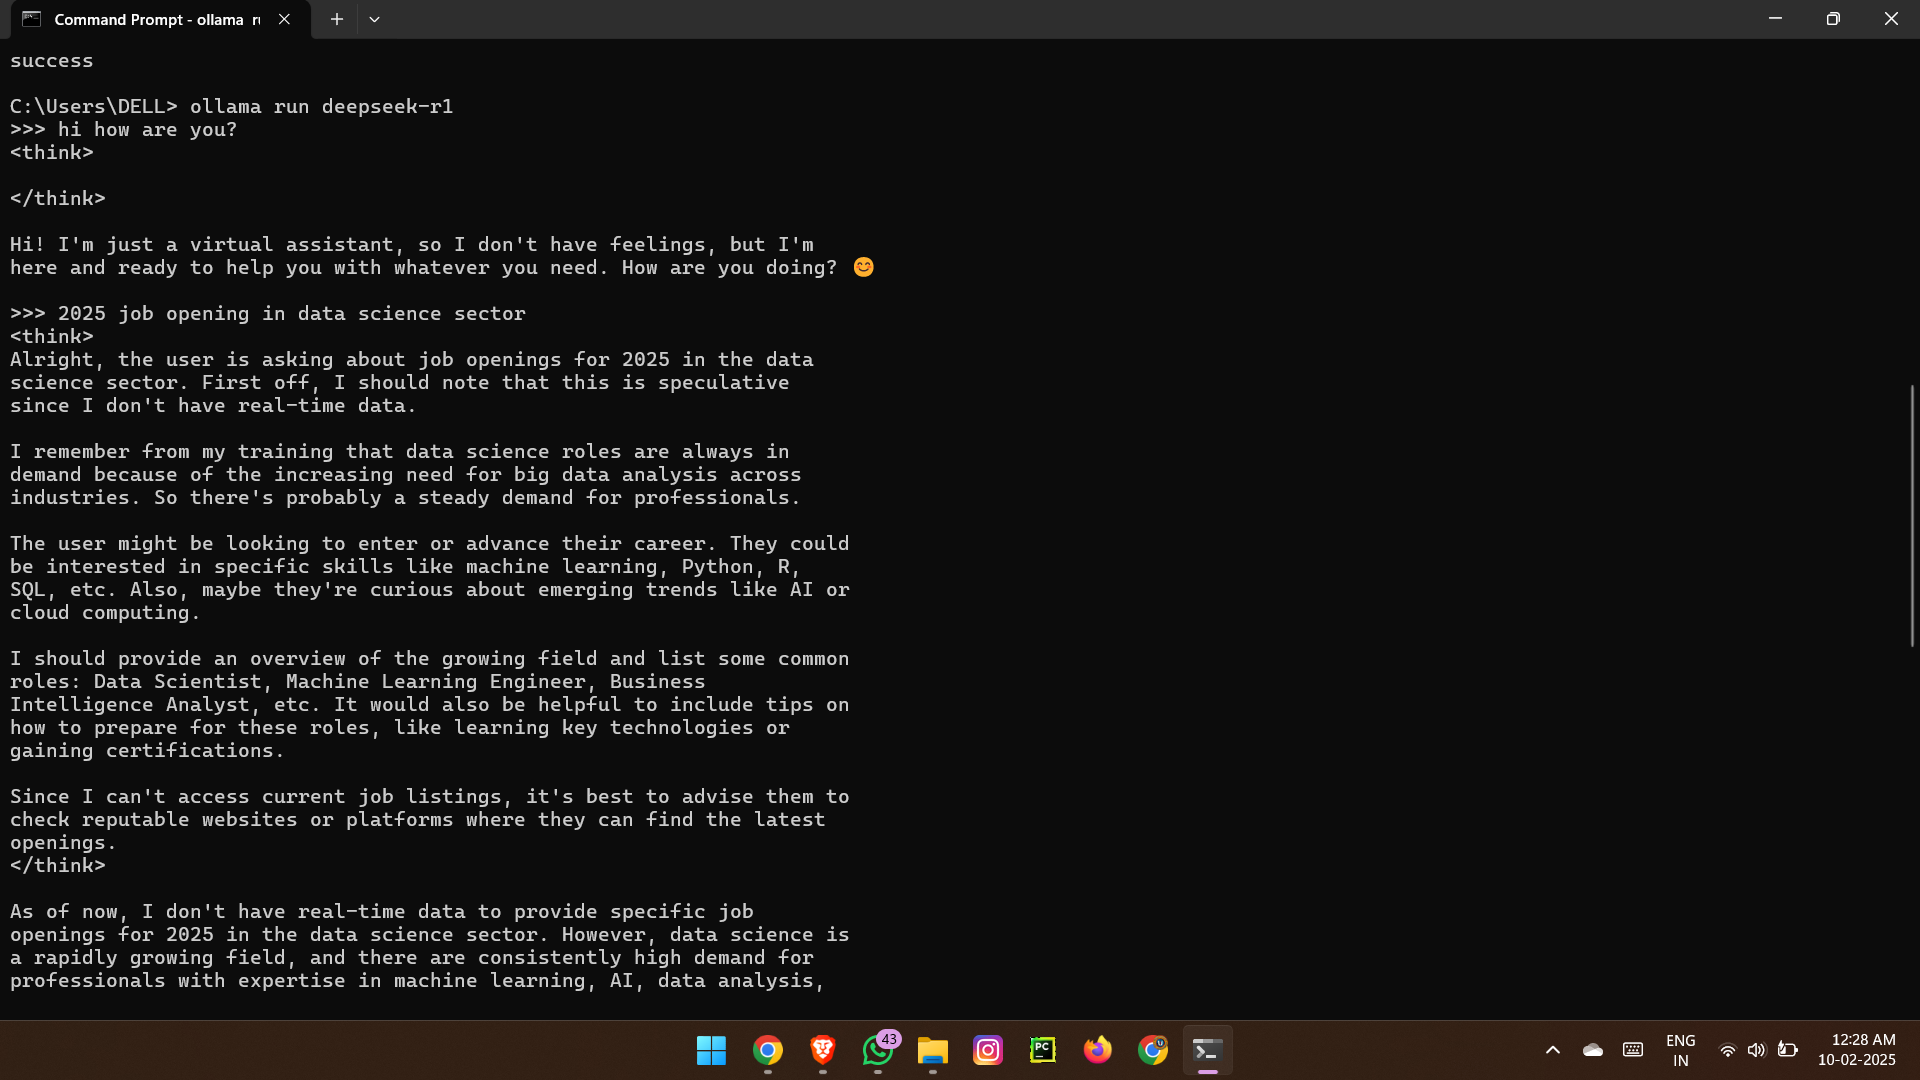 Command Prompt - ollama ru
success
C:\Users\DELL> ollama run deepseek-r1
>>> hi how are you?
<think>
</think>
Hi! I'm just a virtual assistant, so I don't have feelings, but I'm
here and ready to help you with whatever you need. How are you doing? 😊
>>> 2025 job opening in data science sector
<think>
Alright, the user is asking about job openings for 2025 in the data
science sector. First off, I should note that this is speculative
since I don't have real-time data.
I remember from my training that data science roles are always in
demand because of the increasing need for big data analysis across
industries. So there's probably a steady demand for professionals.
The user might be looking to enter or advance their career. They could
be interested in specific skills like machine learning, Python, R,
SQL, etc. Also, maybe they're curious about emerging trends like AI or
cloud computing.
I should provide an overview of the growing field and list some common
roles: Data Scientist, Machine Learning Engineer, Business
Intelligence Analyst, etc. It would also be helpful to include tips on
how to prepare for these roles, like learning key technologies or
gaining certifications.
Since I can't access current job listings, it's best to advise them to
check reputable websites or platforms where they can find the latest
openings.
</think>
As of now, I don't have real-time data to provide specific job
openings for 2025 in the data science sector. However, data science is
a rapidly growing field, and there are consistently high demand for
professionals with expertise in machine learning, AI, data analysis,
43
PC
ENG
IN
12:28 AM
10-02-2025